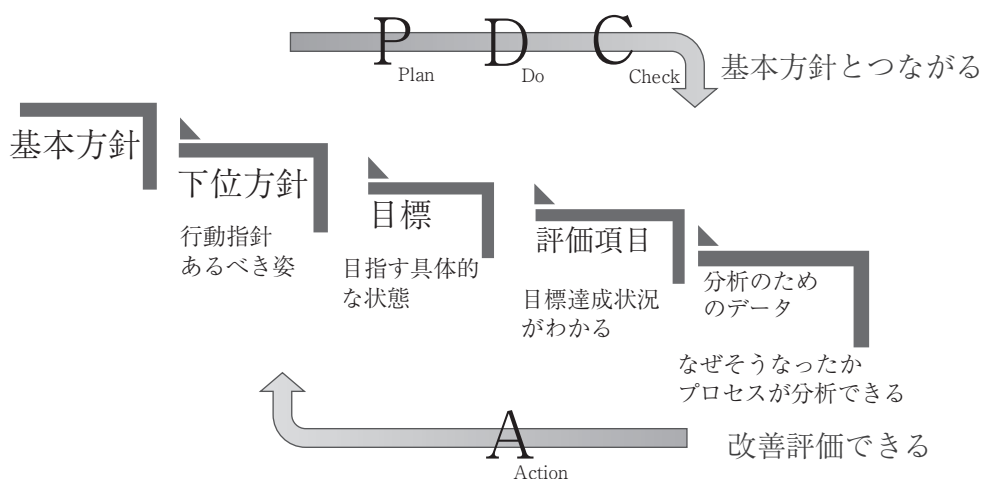 P D C
Plan Do Check
基本方針とつながる
基本方針
下位方針
行動指針
あるべき姿
目標
目指す具体的
な状態
評価項目
目標達成状況
がわかる
分析のため
のデータ
なぜそうなったか
プロセスが分析できる
A
Action
改善評価できる